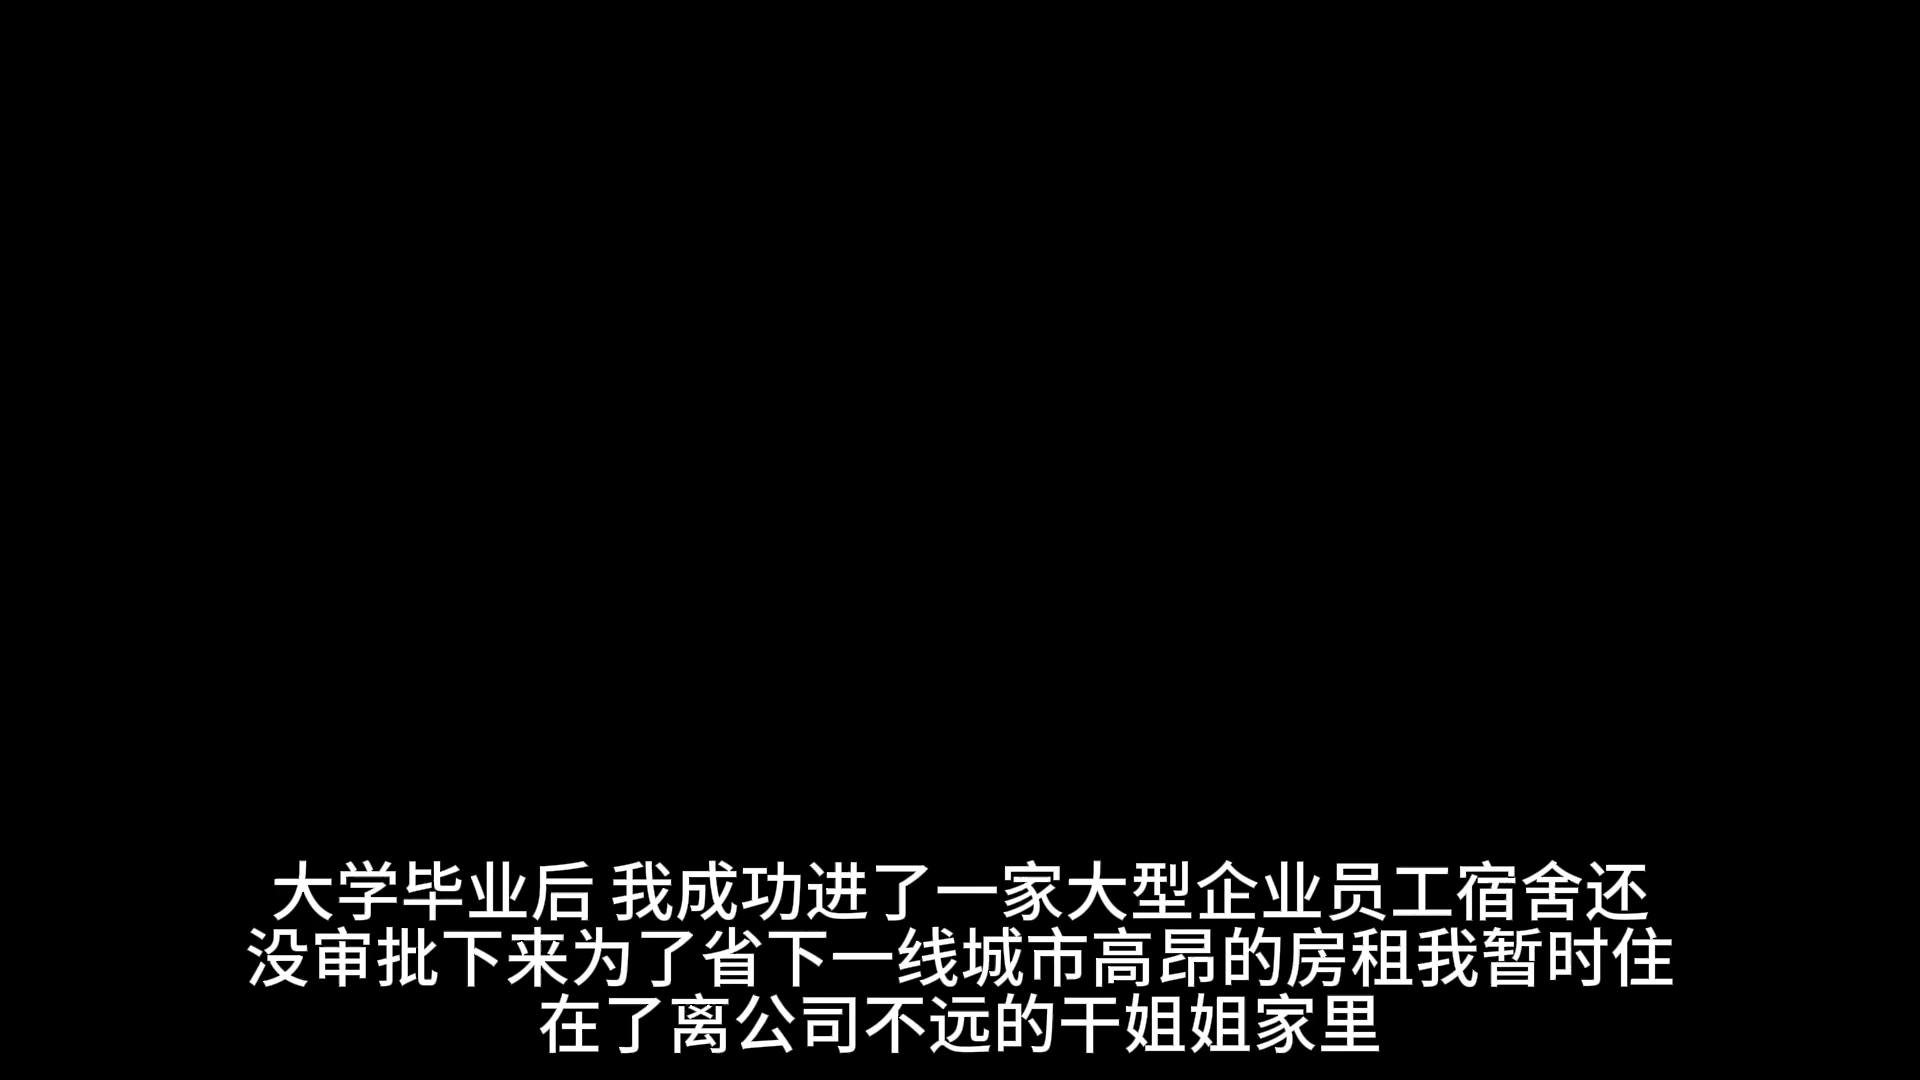 大学毕业后 我成功进了一家大型企业员工宿舍还
没审批下来为了省下一线城市高昂的房租我暂时住
在了离公司不远的干姐姐家里